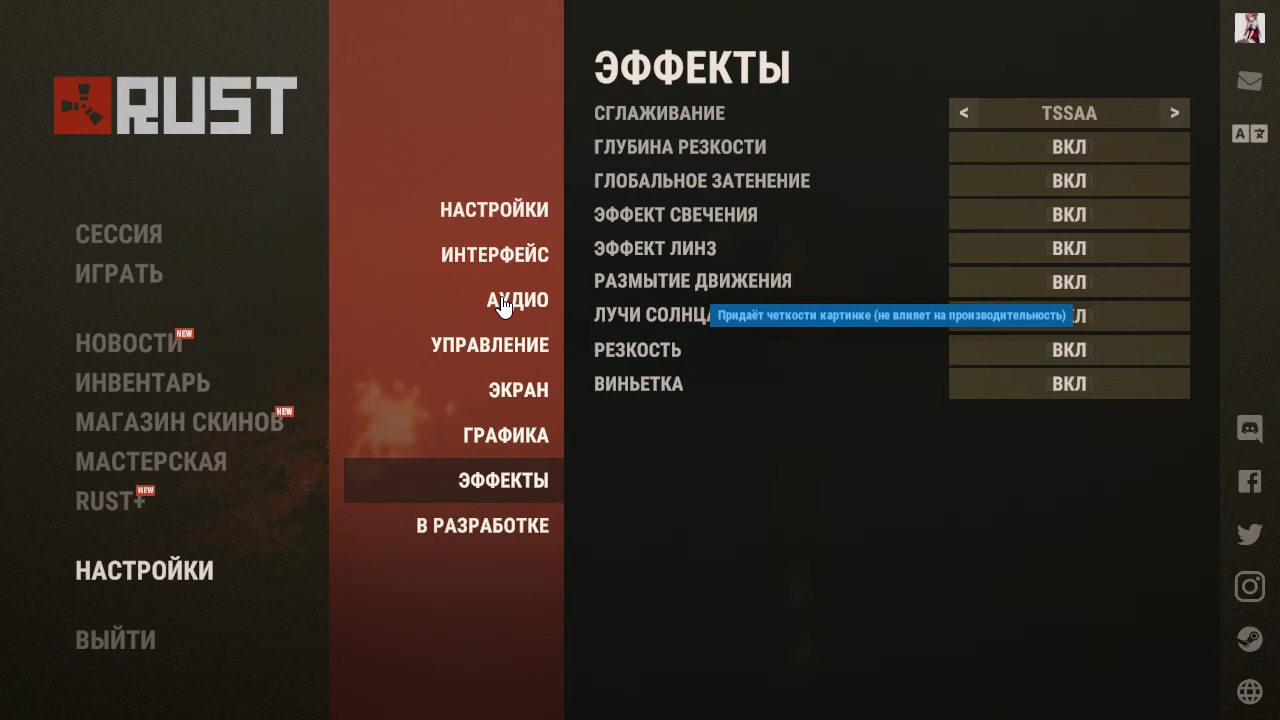 RUST
СЕССИЯ
ИГРАТЬ
НОВОСТИ NEW
ИНВЕНТАРЬ
МАГАЗИН СКИНОВ NEW
МАСТЕРСКАЯ
RUST+ NEW
НАСТРОЙКИ
ВЫЙТИ
НАСТРОЙКИ
ИНТЕРФЕЙС
АУДИО
УПРАВЛЕНИЕ
ЭКРАН
ГРАФИКА
ЭФФЕКТЫ
В РАЗРАБОТКЕ
ЭФФЕКТЫ
СГЛАЖИВАНИЕ < TSSAA >
ГЛУБИНА РЕЗКОСТИ ВКЛ
ГЛОБАЛЬНОЕ ЗАТЕНЕНИЕ ВКЛ
ЭФФЕКТ СВЕЧЕНИЯ ВКЛ
ЭФФЕКТ ЛИНЗ ВКЛ
РАЗМЫТИЕ ДВИЖЕНИЯ ВКЛ
ЛУЧИ СОЛНЦА Придаёт четкости картинке (не влияет на производительность)
РЕЗКОСТЬ ВКЛ
ВИНЬЕТКА ВКЛ